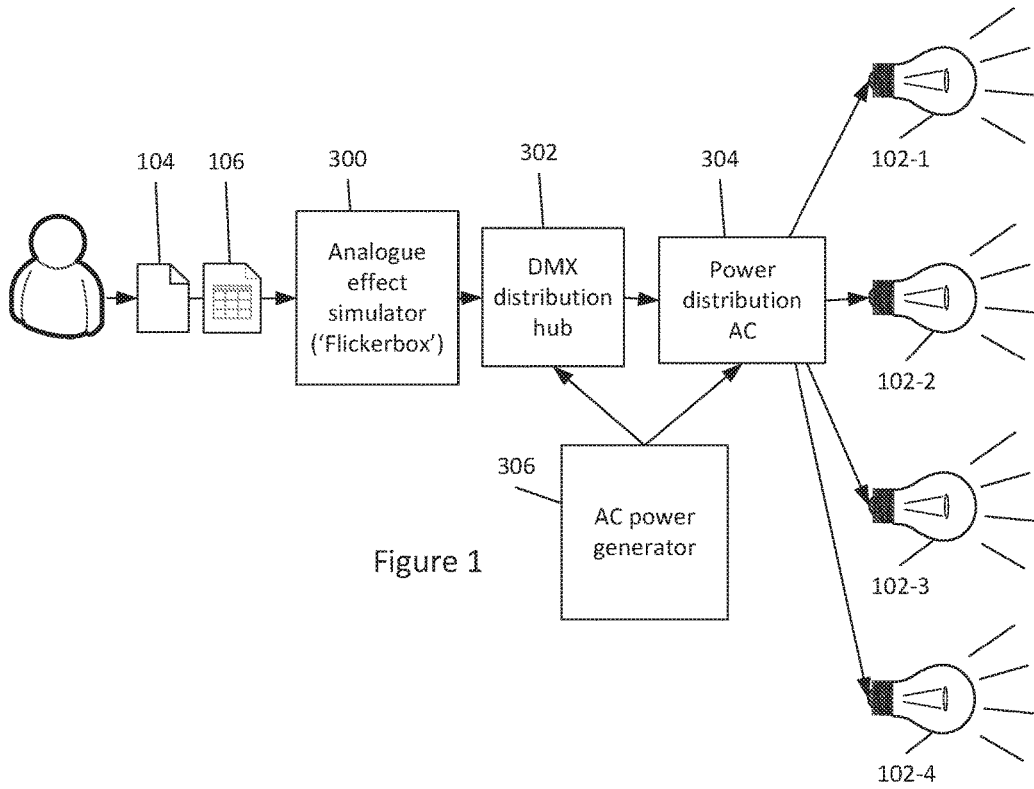 102-1
104
106
300
302
304
Analogue
effect
simulator
('Flickerbox')
DMX
distribution
hub
Power
distribution
AC
102-2
306
AC power
generator
Figure 1
102-3
102-4